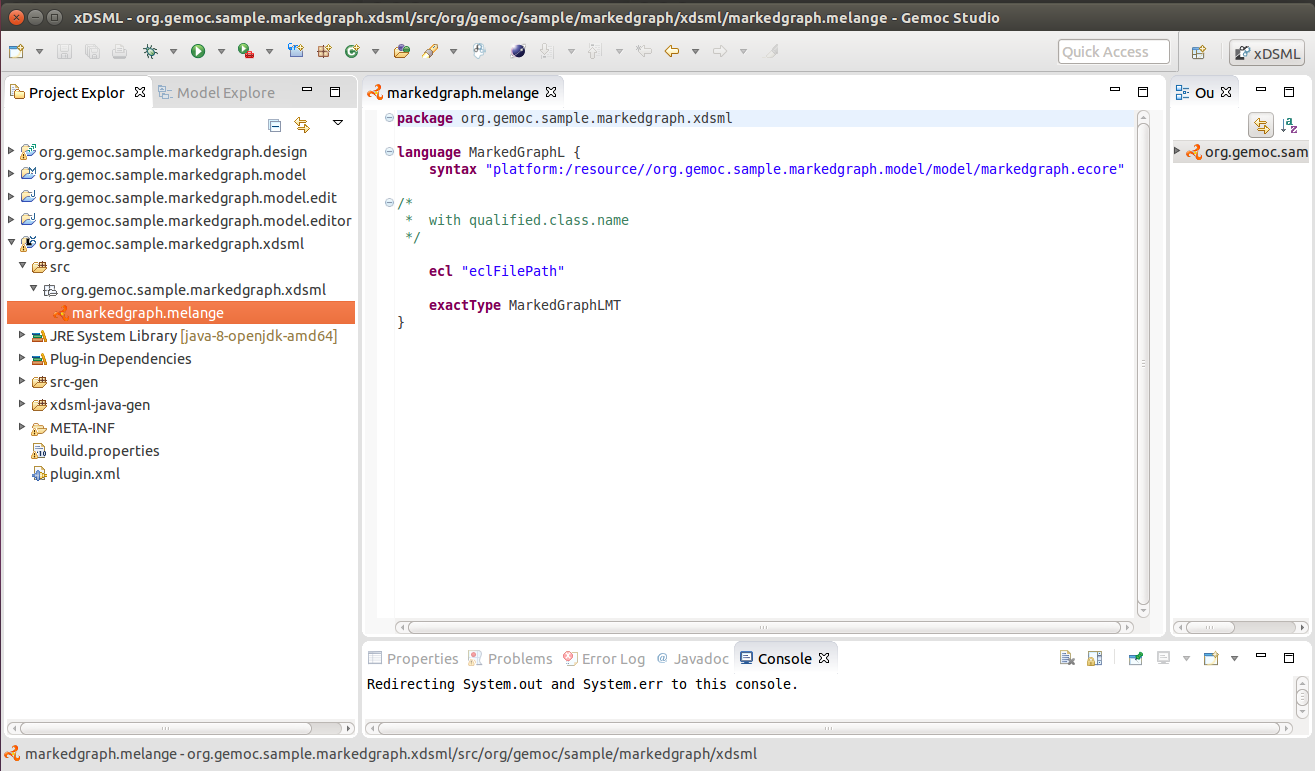 xDSML - org.gemoc.sample.markedgraph.xdsml/src/org/gemoc/sample/markedgraph/xdsml/markedgraph.melange - Gemoc Studio
Quick Access
xDSML
Project Explor
Model Explore
org.gemoc.sample.markedgraph.design
org.gemoc.sample.markedgraph.model
org.gemoc.sample.markedgraph.model.edit
org.gemoc.sample.markedgraph.model.editor
org.gemoc.sample.markedgraph.xdsml
src
org.gemoc.sample.markedgraph.xdsml
markedgraph.melange
JRE System Library [java-8-openjdk-amd64]
Plug-in Dependencies
src-gen
xdsml-java-gen
META-INF
build.properties
plugin.xml
markedgraph.melange
package org.gemoc.sample.markedgraph.xdsml
language MarkedGraphL {
syntax "platform:/resource//org.gemoc.sample.markedgraph.model/model/markedgraph.ecore"
/*
* with qualified.class.name
*/
ecl "eclFilePath"
exactType MarkedGraphLMT
}
Ou
org.gemoc.sam
Properties
Problems
Error Log
@ Javadoc
Console
Redirecting System.out and System.err to this console.
markedgraph.melange - org.gemoc.sample.markedgraph.xdsml/src/org/gemoc/sample/markedgraph/xdsml